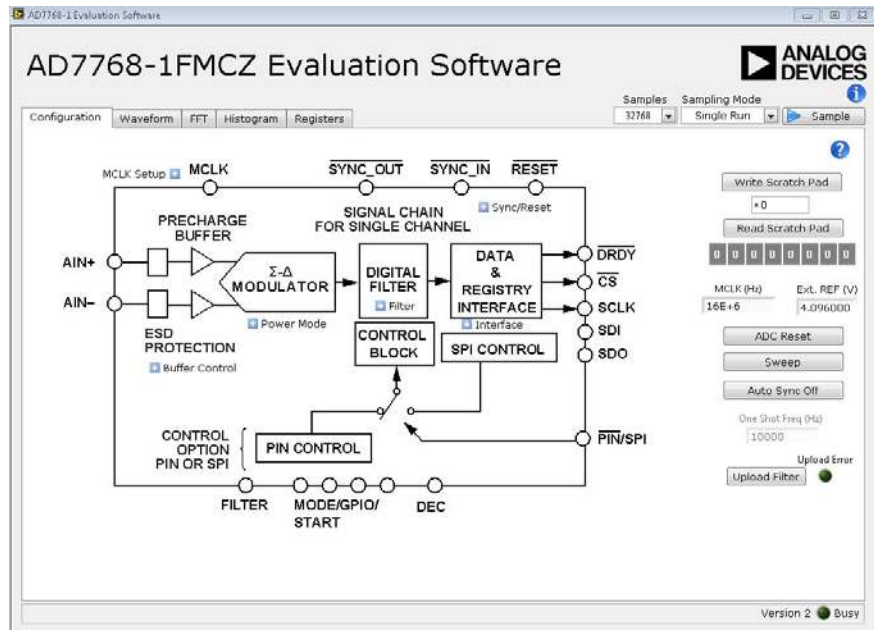 AD7768-1 Evaluation Software
AD7768-1FMCZ Evaluation Software
ANALOG
DEVICES
Samples
Sampling Mode
32768
Single Run
Sample
Configuration
Waveform
FFT
Histogram
Registers
MCLK Setup
MCLK
SYNC_OUT
SYNC_IN
RESET
Sync/Reset
SIGNAL CHAIN
FOR SINGLE CHANNEL
PRECHARGE
BUFFER
AIN+
AIN–
Σ-Δ
MODULATOR
Power Mode
DIGITAL
FILTER
Filter
DATA
&
REGISTRY
INTERFACE
Interface
DRDY
CS
SCLK
SDI
SDO
ESD
PROTECTION
Buffer Control
CONTROL
BLOCK
SPI CONTROL
CONTROL
OPTION
PIN OR SPI
PIN CONTROL
PIN/SPI
FILTER
MODE/GPIO/
START
DEC
Write Scratch Pad
x0
Read Scratch Pad
0 0 0 0 0 0 0 0
MCLK (Hz)
Ext. REF (V)
16E+6
4.096000
ADC Reset
Sweep
Auto Sync Off
One Shot Freq (Hz)
10000
Upload Error
Upload Filter
Version 2
Busy